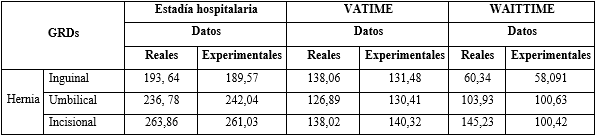 GRDs Estadía hospitalaria VATIME WAITTIME
Datos Datos Datos
Reales Experimentales Reales Experimentales Reales Experimentales
Hernia Inguinal 193, 64 189,57 138,06 131,48 60,34 58,091
Umbilical 236, 78 242,04 126,89 130,41 103,93 100,63
Incisional 263,86 261,03 138,02 140,32 145,23 100,42